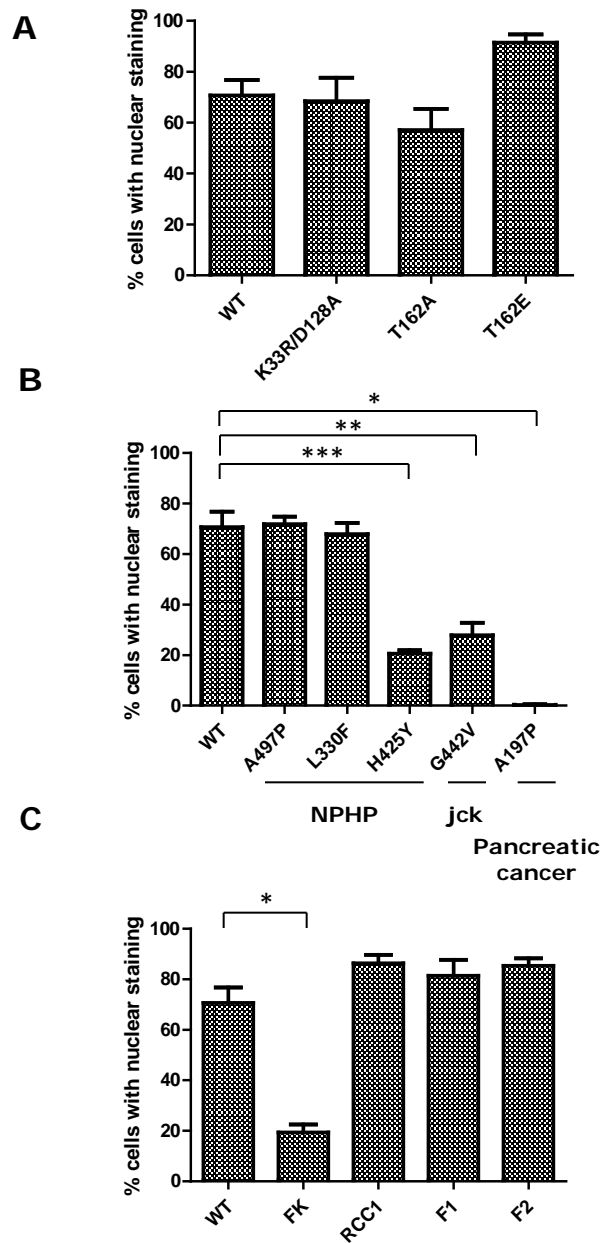 A
% cells with nuclear staining
100
80
60
40
20
0
WT
K33R/D128A
T162A
T162E
B
*
**
***
% cells with nuclear staining
100
80
60
40
20
0
WT
A497P
L330F
H425Y
G442V
A197P
NPHP
jck
Pancreatic
cancer
C
*
% cells with nuclear staining
100
80
60
40
20
0
WT
FK
RCC1
F1
F2